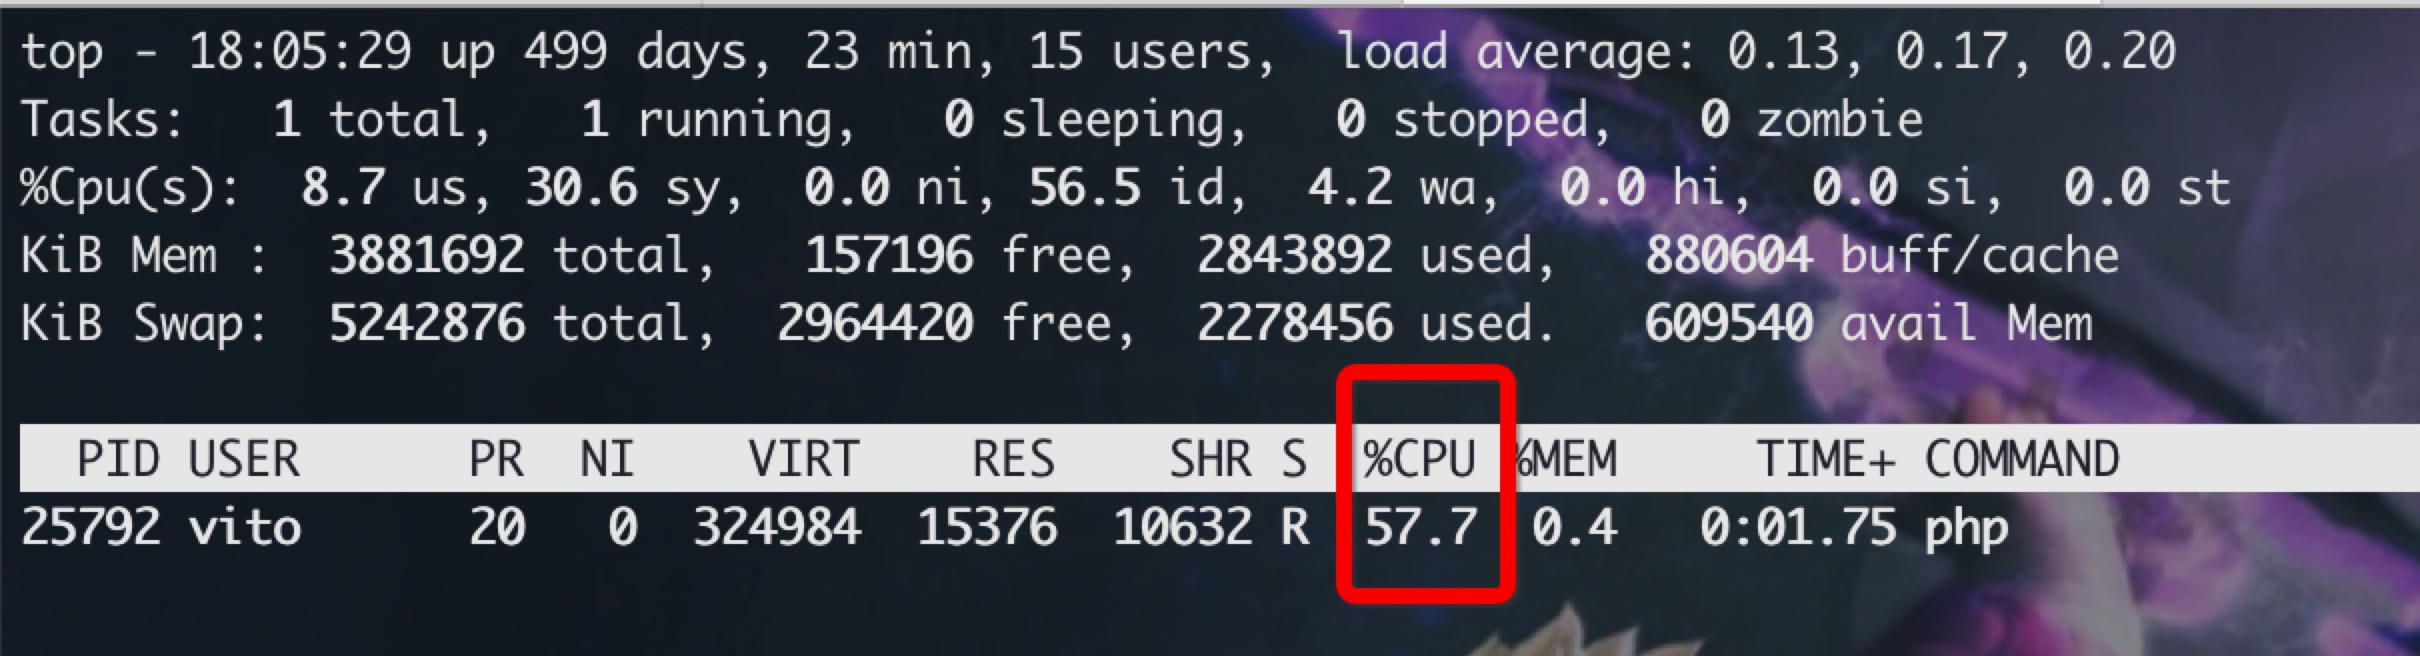 top - 18:05:29 up 499 days, 23 min, 15 users,  load average: 0.13, 0.17, 0.20
Tasks:   1 total,   1 running,   0 sleeping,   0 stopped,   0 zombie
%Cpu(s):  8.7 us, 30.6 sy,  0.0 ni, 56.5 id,  4.2 wa,  0.0 hi,  0.0 si,  0.0 st
KiB Mem :  3881692 total,   157196 free,  2843892 used,   880604 buff/cache
KiB Swap:  5242876 total,  2964420 free,  2278456 used.   609540 avail Mem
  PID USER      PR  NI    VIRT    RES    SHR S  %CPU %MEM     TIME+ COMMAND
25792 vito      20   0  324984  15376  10632 R  57.7  0.4   0:01.75 php